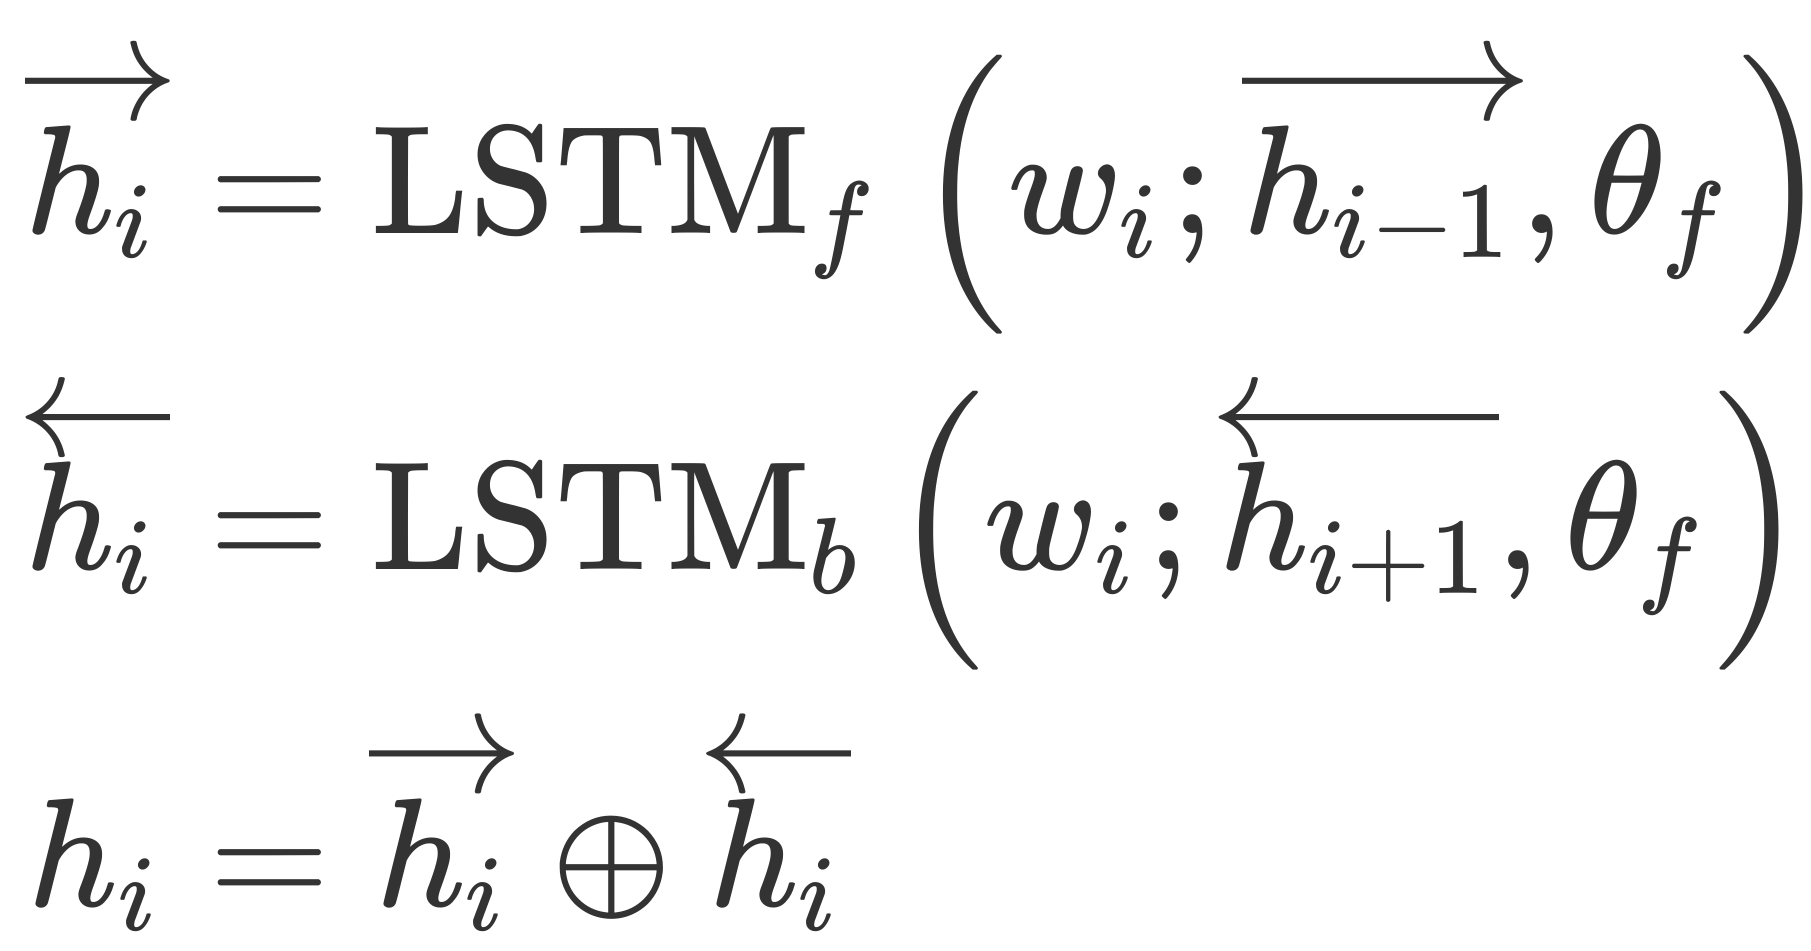 $\overrightarrow{h_i} = \mathrm{LSTM}_f \left( w_i; \overrightarrow{h_{i-1}}, \theta_f \right)$
$\overleftarrow{h_i} = \mathrm{LSTM}_b \left( w_i; \overleftarrow{h_{i+1}}, \theta_f \right)$
$h_i = \overrightarrow{h_i} \oplus \overleftarrow{h_i}$